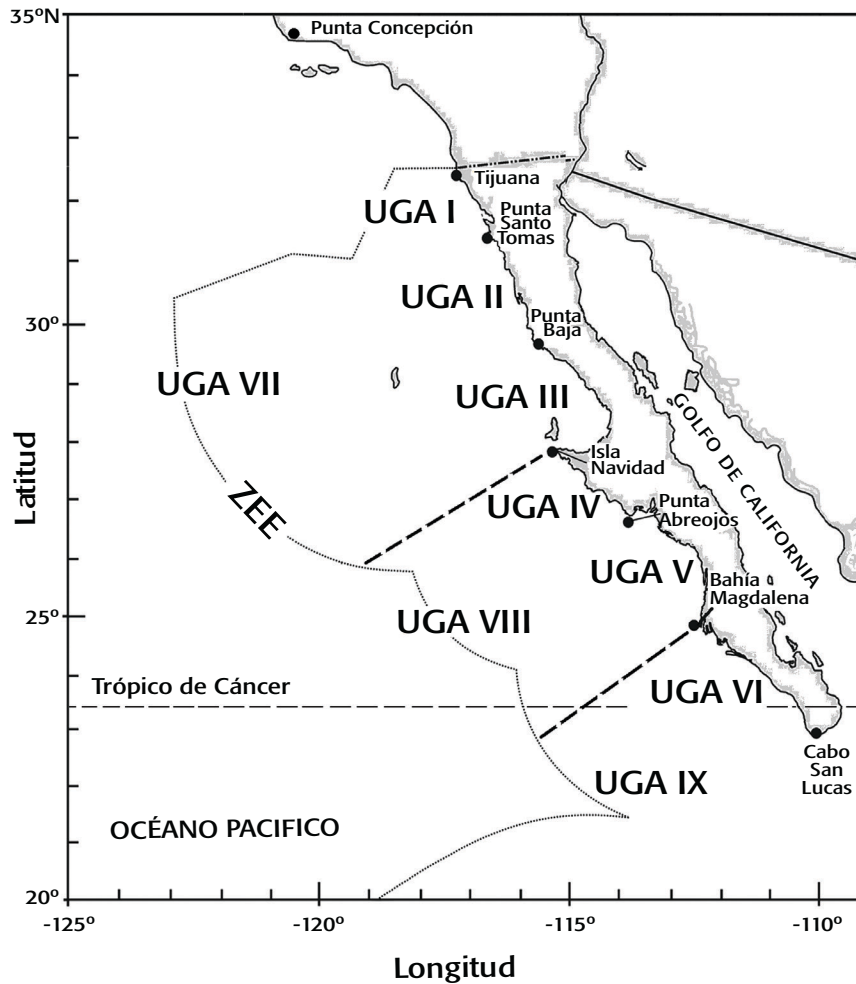 35ºN
Punta Concepción
Tijuana
UGA I
Punta
Santo
Tomas
UGA II
30º
Punta
Baja
UGA VII
UGA III
GOLFO DE CALIFORNIA
Latitud
ZEE
Isla
Navidad
UGA IV
Punta
Abreojos
UGA V
Bahía
Magdalena
25º
UGA VIII
Trópico de Cáncer
UGA VI
Cabo
San
Lucas
UGA IX
OCÉANO PACIFICO
20º
-125º
-120º
-115º
-110º
Longitud